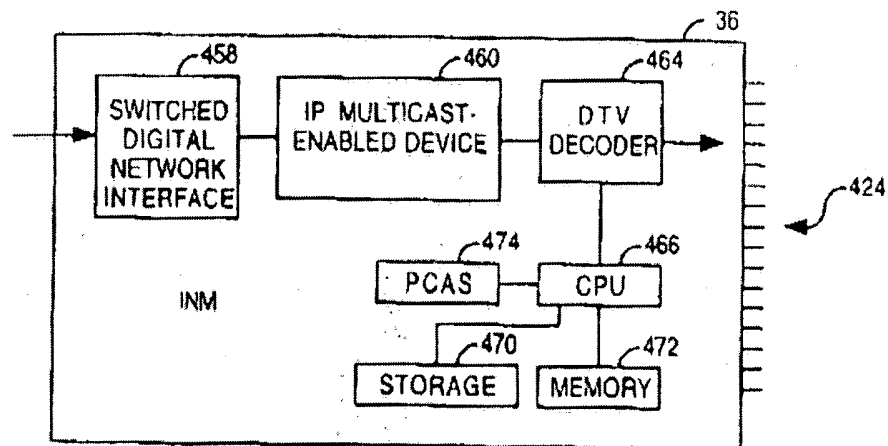 36
458
SWITCHED
DIGITAL
NETWORK
INTERFACE
460
IP MULTICAST-
ENABLED DEVICE
464
DTV
DECODER
424
474
PCAS
466
CPU
INM
470
STORAGE
472
MEMORY